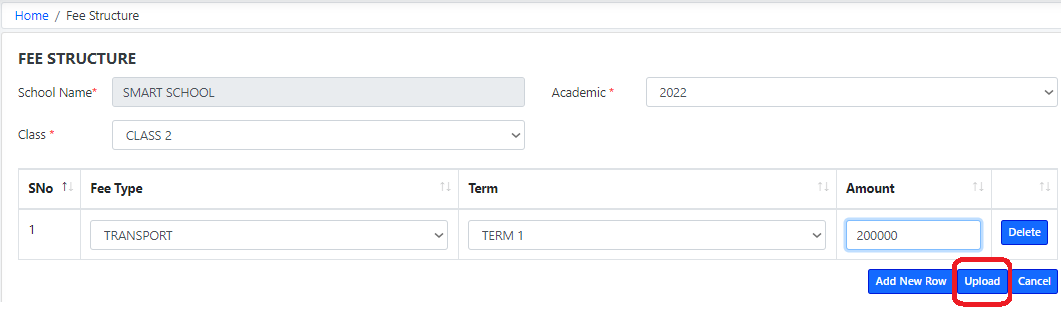 Home / Fee Structure
FEE STRUCTURE
School Name* SMART SCHOOL Academic * 2022
Class * CLASS 2
SNo Fee Type Term Amount
1 TRANSPORT TERM 1 200000 Delete
Add New Row Upload Cancel